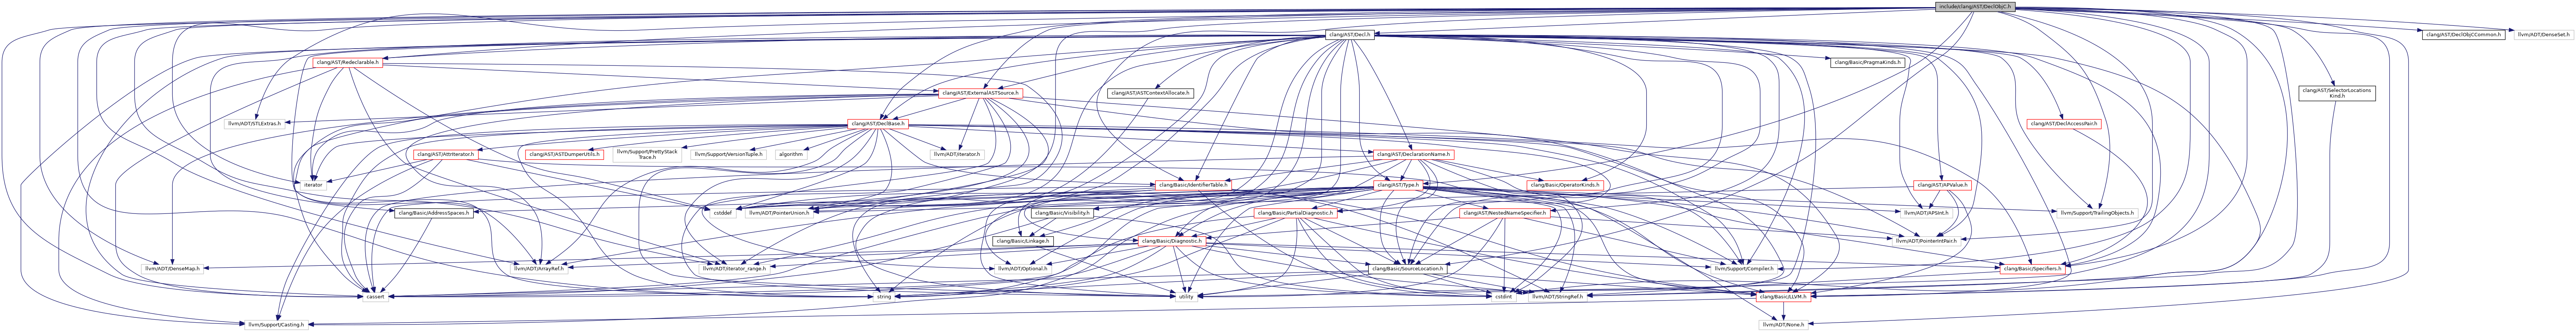 include/clang/AST/DeclObjC.h
clang/AST/Decl.h
clang/AST/DeclObjCCommon.h
llvm/ADT/DenseSet.h
clang/AST/Redeclarable.h
clang/Basic/PragmaKinds.h
clang/AST/ExternalASTSource.h
clang/AST/ASTContextAllocate.h
clang/AST/SelectorLocations
Kind.h
llvm/ADT/STLExtras.h
clang/AST/DeclBase.h
clang/AST/DeclAccessPair.h
clang/AST/AttrIterator.h
clang/AST/ASTDumperUtils.h
llvm/Support/PrettyStack
Trace.h
llvm/Support/VersionTuple.h
algorithm
llvm/ADT/iterator.h
clang/AST/DeclarationName.h
iterator
clang/Basic/IdentifierTable.h
clang/AST/Type.h
clang/Basic/OperatorKinds.h
clang/AST/APValue.h
clang/Basic/AddressSpaces.h
cstddef
llvm/ADT/PointerUnion.h
clang/Basic/Visibility.h
clang/Basic/PartialDiagnostic.h
clang/AST/NestedNameSpecifier.h
llvm/ADT/APSInt.h
llvm/Support/TrailingObjects.h
clang/Basic/Linkage.h
clang/Basic/Diagnostic.h
llvm/ADT/PointerIntPair.h
llvm/ADT/DenseMap.h
llvm/ADT/ArrayRef.h
llvm/ADT/iterator_range.h
llvm/ADT/Optional.h
clang/Basic/SourceLocation.h
llvm/Support/Compiler.h
clang/Basic/Specifiers.h
cassert
string
utility
cstdint
llvm/ADT/StringRef.h
clang/Basic/LLVM.h
llvm/Support/Casting.h
llvm/ADT/None.h